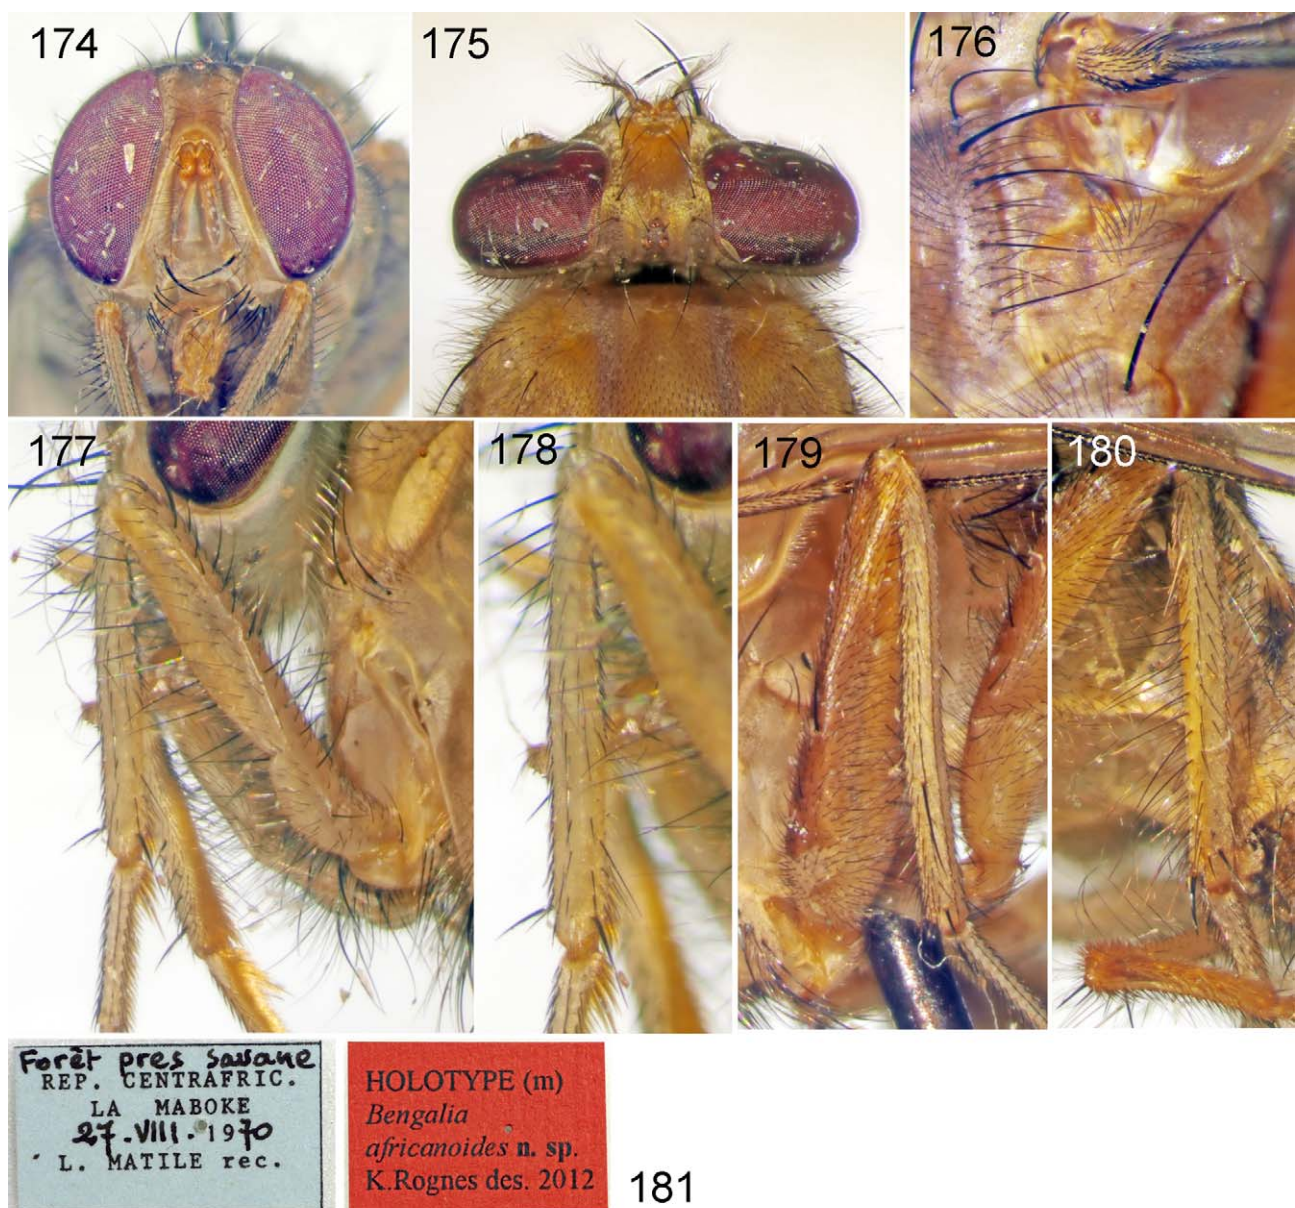 174
175
176
177
178
179
180
Forêt pres savane
REP. CENTRAFRIC.
LA MABOKE
27.VIII.1970
L. MATILE rec.
HOLOTYPE (m)
Bengalia
africanoides n. sp.
K.Rognes des. 2012
181